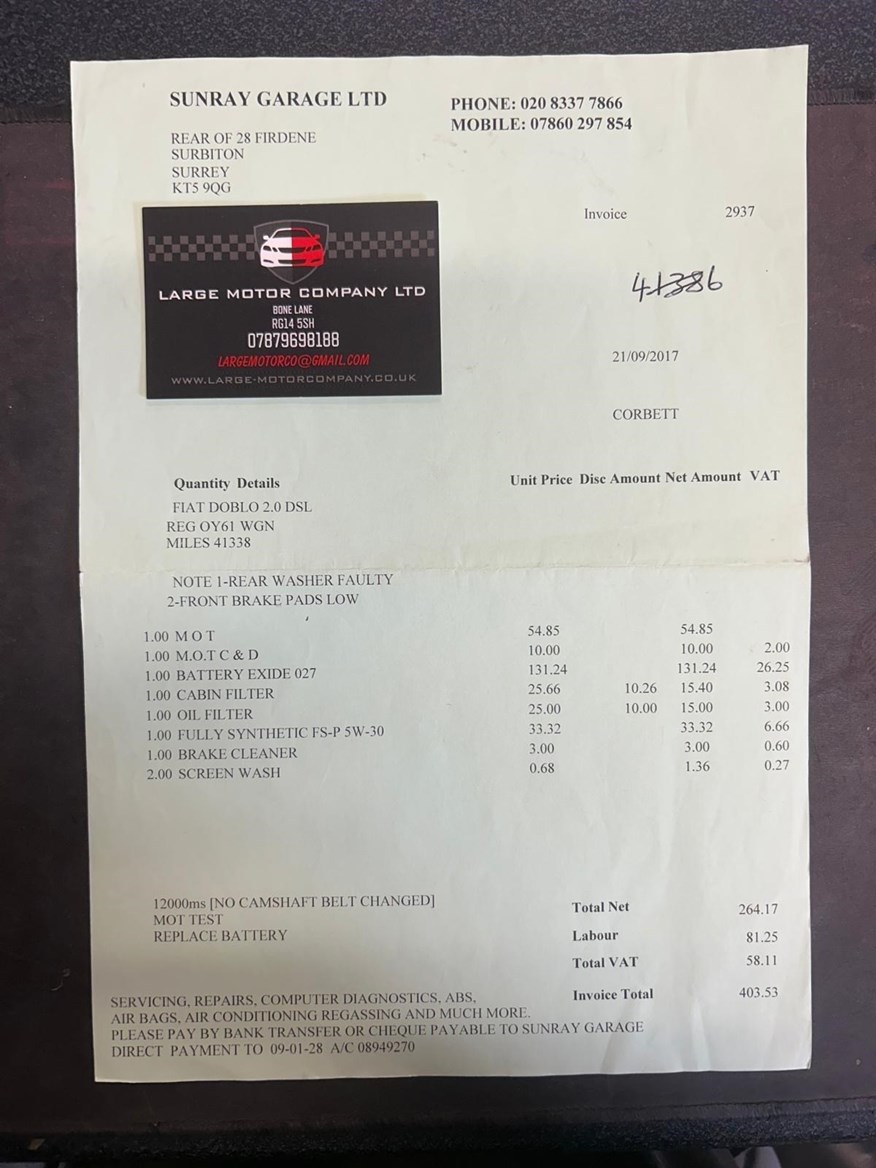 SUNRAY GARAGE LTD
PHONE: 020 8337 7866
MOBILE: 07860 297 854
REAR OF 28 FIRDENE
SURBITON
SURREY
KT5 9QG
Invoice 2937
LARGE MOTOR COMPANY LTD
BONE LANE
RG14 5SH
07879698188
LARGEMOTORCO@GMAIL.COM
WWW.LARGE-MOTORCOMPANY.CO.UK
41386
21/09/2017
CORBETT
Quantity Details Unit Price Disc Amount Net Amount VAT
FIAT DOBLO 2.0 DSL
REG OY61 WGN
MILES 41338
NOTE 1-REAR WASHER FAULTY
2-FRONT BRAKE PADS LOW
1.00 M O T 54.85 54.85
1.00 M.O.T C & D 10.00 10.00 2.00
1.00 BATTERY EXIDE 027 131.24 131.24 26.25
1.00 CABIN FILTER 25.66 10.26 15.40 3.08
1.00 OIL FILTER 25.00 10.00 15.00 3.00
1.00 FULLY SYNTHETIC FS-P 5W-30 33.32 33.32 6.66
1.00 BRAKE CLEANER 3.00 3.00 0.60
2.00 SCREEN WASH 0.68 1.36 0.27
12000ms [NO CAMSHAFT BELT CHANGED]
MOT TEST
REPLACE BATTERY
Total Net 264.17
Labour 81.25
Total VAT 58.11
Invoice Total 403.53
SERVICING, REPAIRS, COMPUTER DIAGNOSTICS, ABS,
AIR BAGS, AIR CONDITIONING REGASSING AND MUCH MORE.
PLEASE PAY BY BANK TRANSFER OR CHEQUE PAYABLE TO SUNRAY GARAGE
DIRECT PAYMENT TO 09-01-28 A/C 08949270